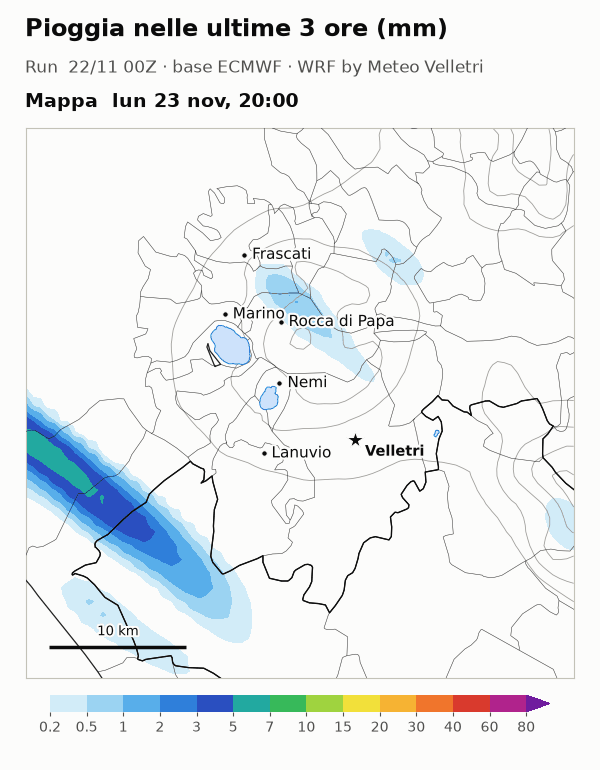 Pioggia nelle ultime 3 ore (mm)
Run  22/11 00Z · base ECMWF · WRF by Meteo Velletri
Mappa  lun 23 nov, 20:00
Frascati
Marino
Rocca di Papa
Nemi
Velletri
Lanuvio
10 km
0.2 0.5 1 2 3 5 7 10 15 20 30 40 60 80